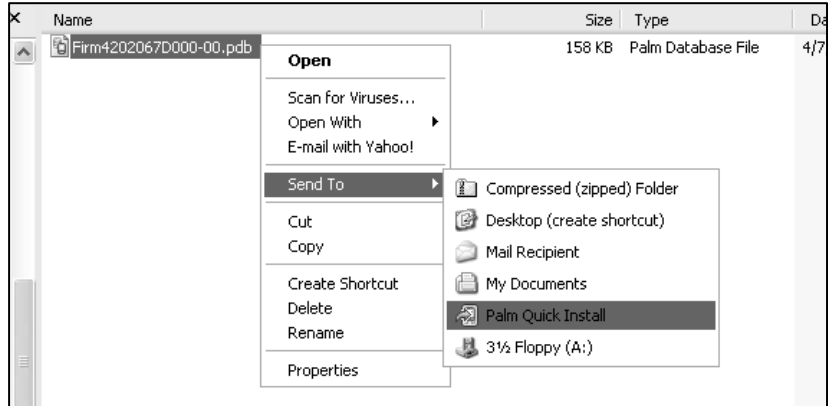 Name Size Type Da
Firm4202067D000-00.pdb 158 KB Palm Database File 4/7
Open
Scan for Viruses...
Open With
E-mail with Yahoo!
Send To
Cut
Copy
Create Shortcut
Delete
Rename
Properties
Compressed (zipped) Folder
Desktop (create shortcut)
Mail Recipient
My Documents
Palm Quick Install
3½ Floppy (A:)